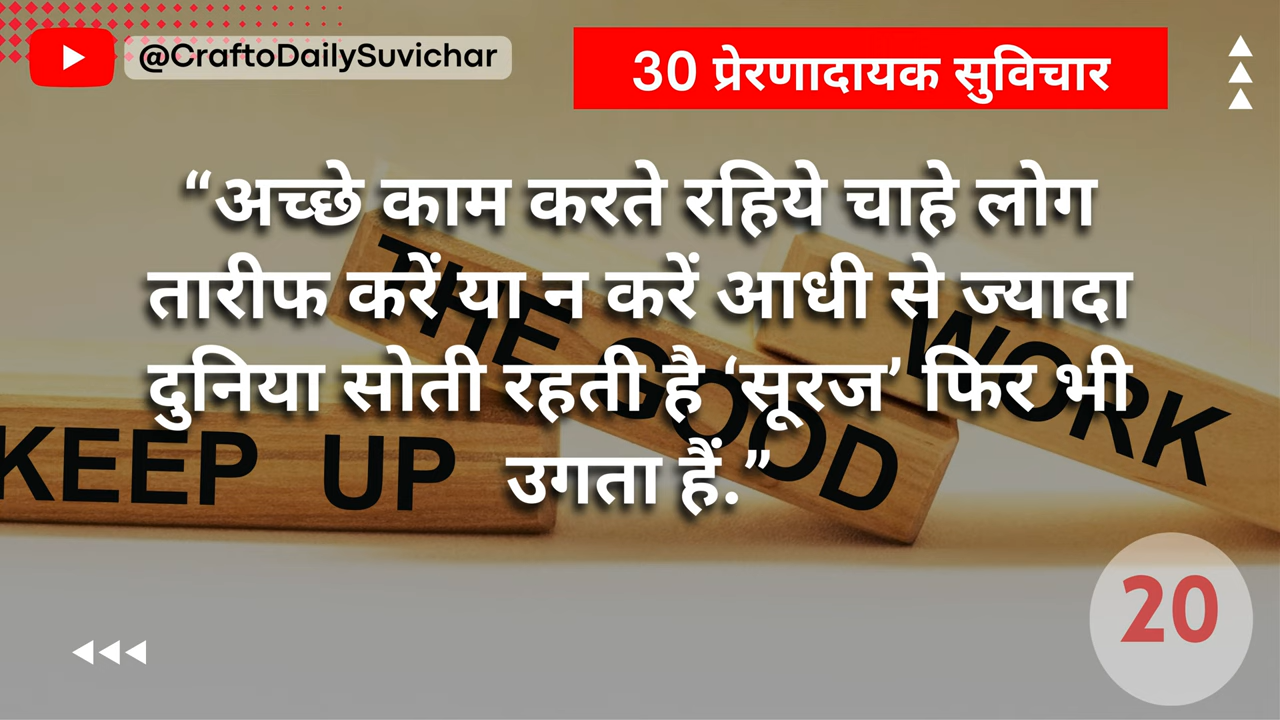 @CraftoDailySuvichar
30 प्रेरणादायक सुविचार
“अच्छे काम करते रहिये चाहे लोग
तारीफ करें या न करें आधी से ज्यादा
दुनिया सोती रहती है ‘सूरज’ फिर भी
उगता हैं.”
KEEP UP
THE GOOD
WORK
20